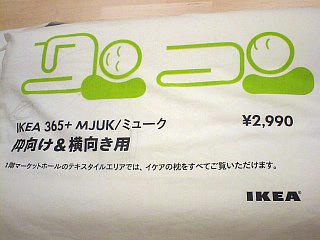 IKEA 365+ MJUK/ミューク
¥2,990
仰向け&横向き用
1階マーケットホールのテキスタイルエリアでは、イケアの枕をすべてご覧いただけます。
IKEA®